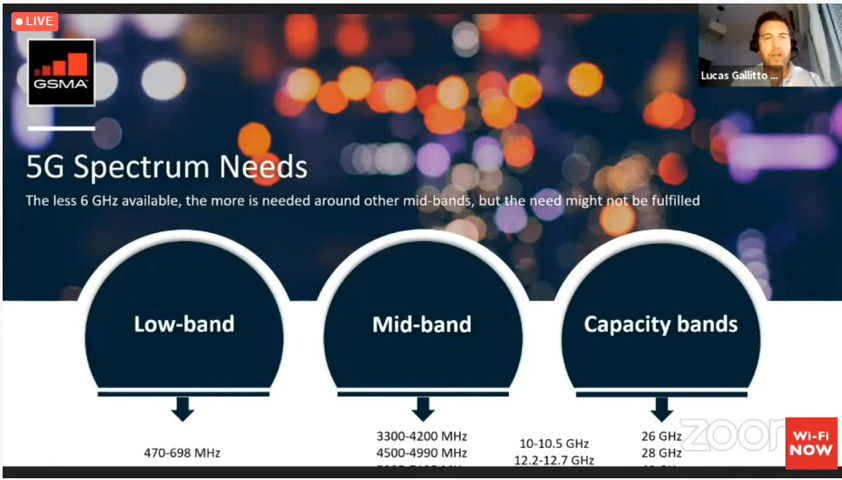 LIVE
GSMA™
Lucas Gallitto ...
5G Spectrum Needs
The less 6 GHz available, the more is needed around other mid-bands, but the need might not be fulfilled
Low-band
Mid-band
Capacity bands
470-698 MHz
3300-4200 MHz
4500-4990 MHz
10-10.5 GHz
12.2-12.7 GHz
26 GHz
28 GHz
zoom
Wi-Fi
NOW